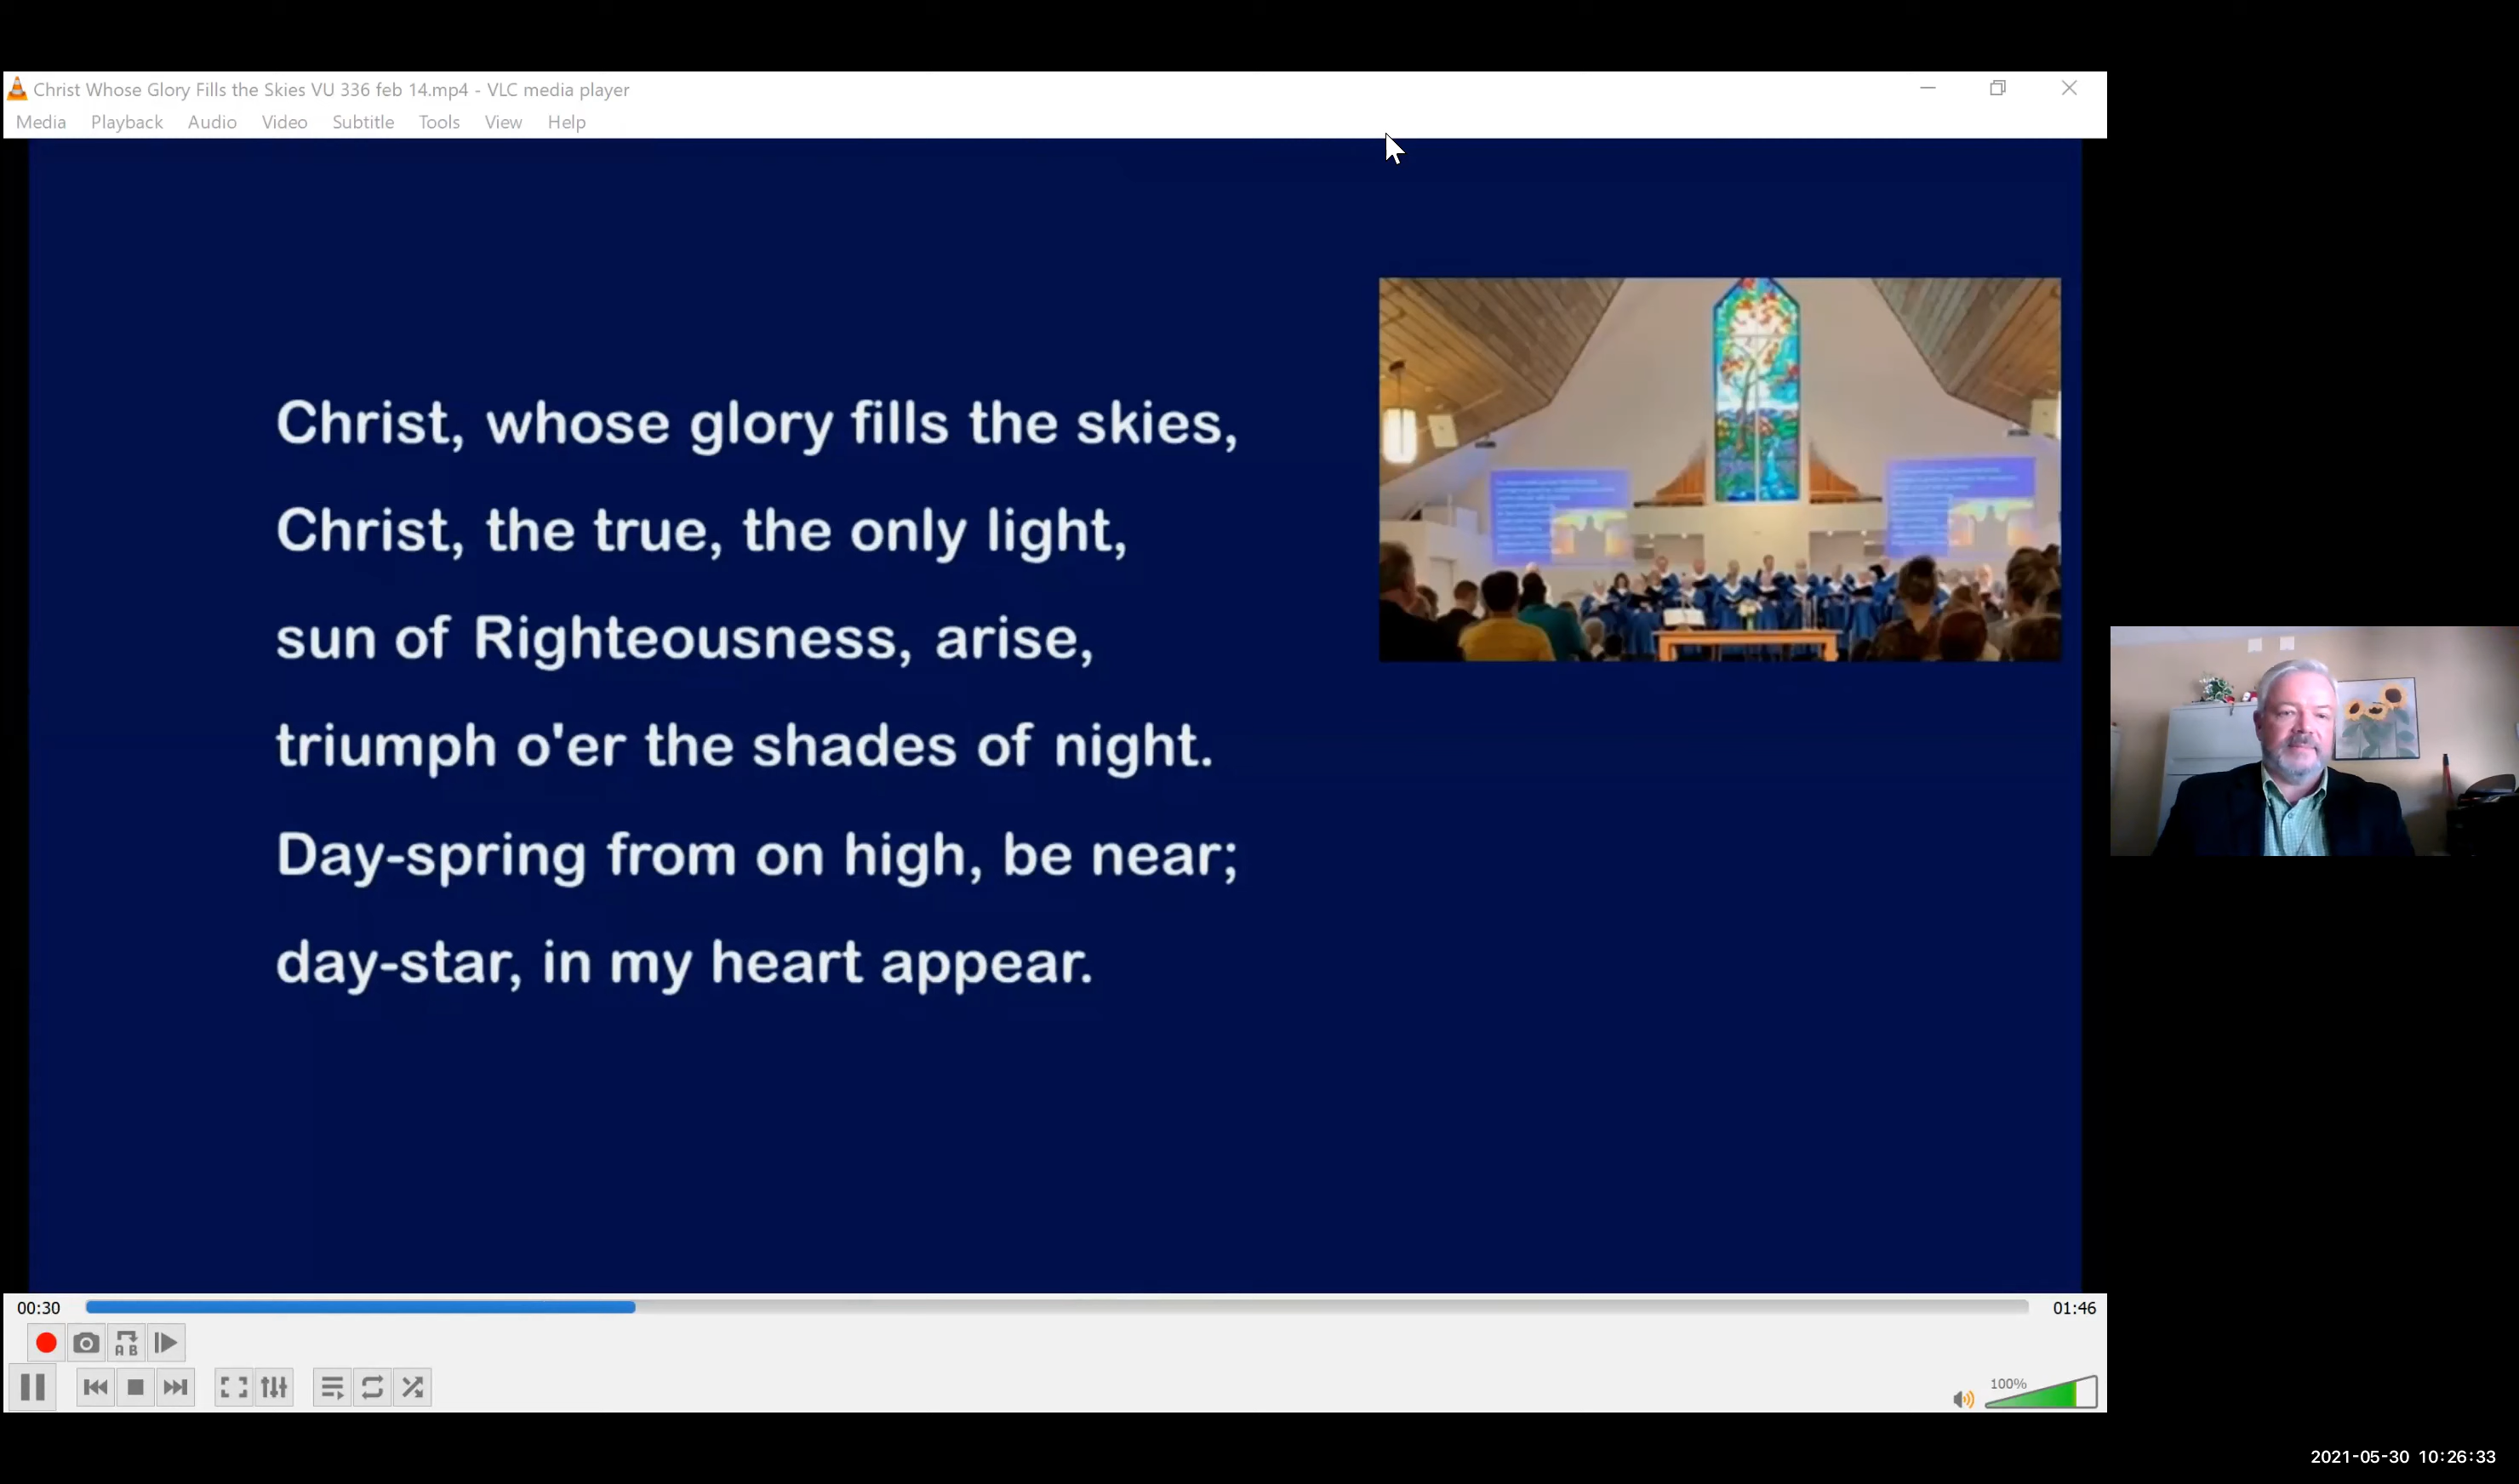 Christ Whose Glory Fills the Skies VU 336 feb 14.mp4 - VLC media player
Media Playback Audio Video Subtitle Tools View Help
Christ, whose glory fills the skies,
Christ, the true, the only light,
sun of Righteousness, arise,
triumph o'er the shades of night.
Day-spring from on high, be near;
day-star, in my heart appear.
00:30 01:46
A B
100%
2021-05-30 10:26:33